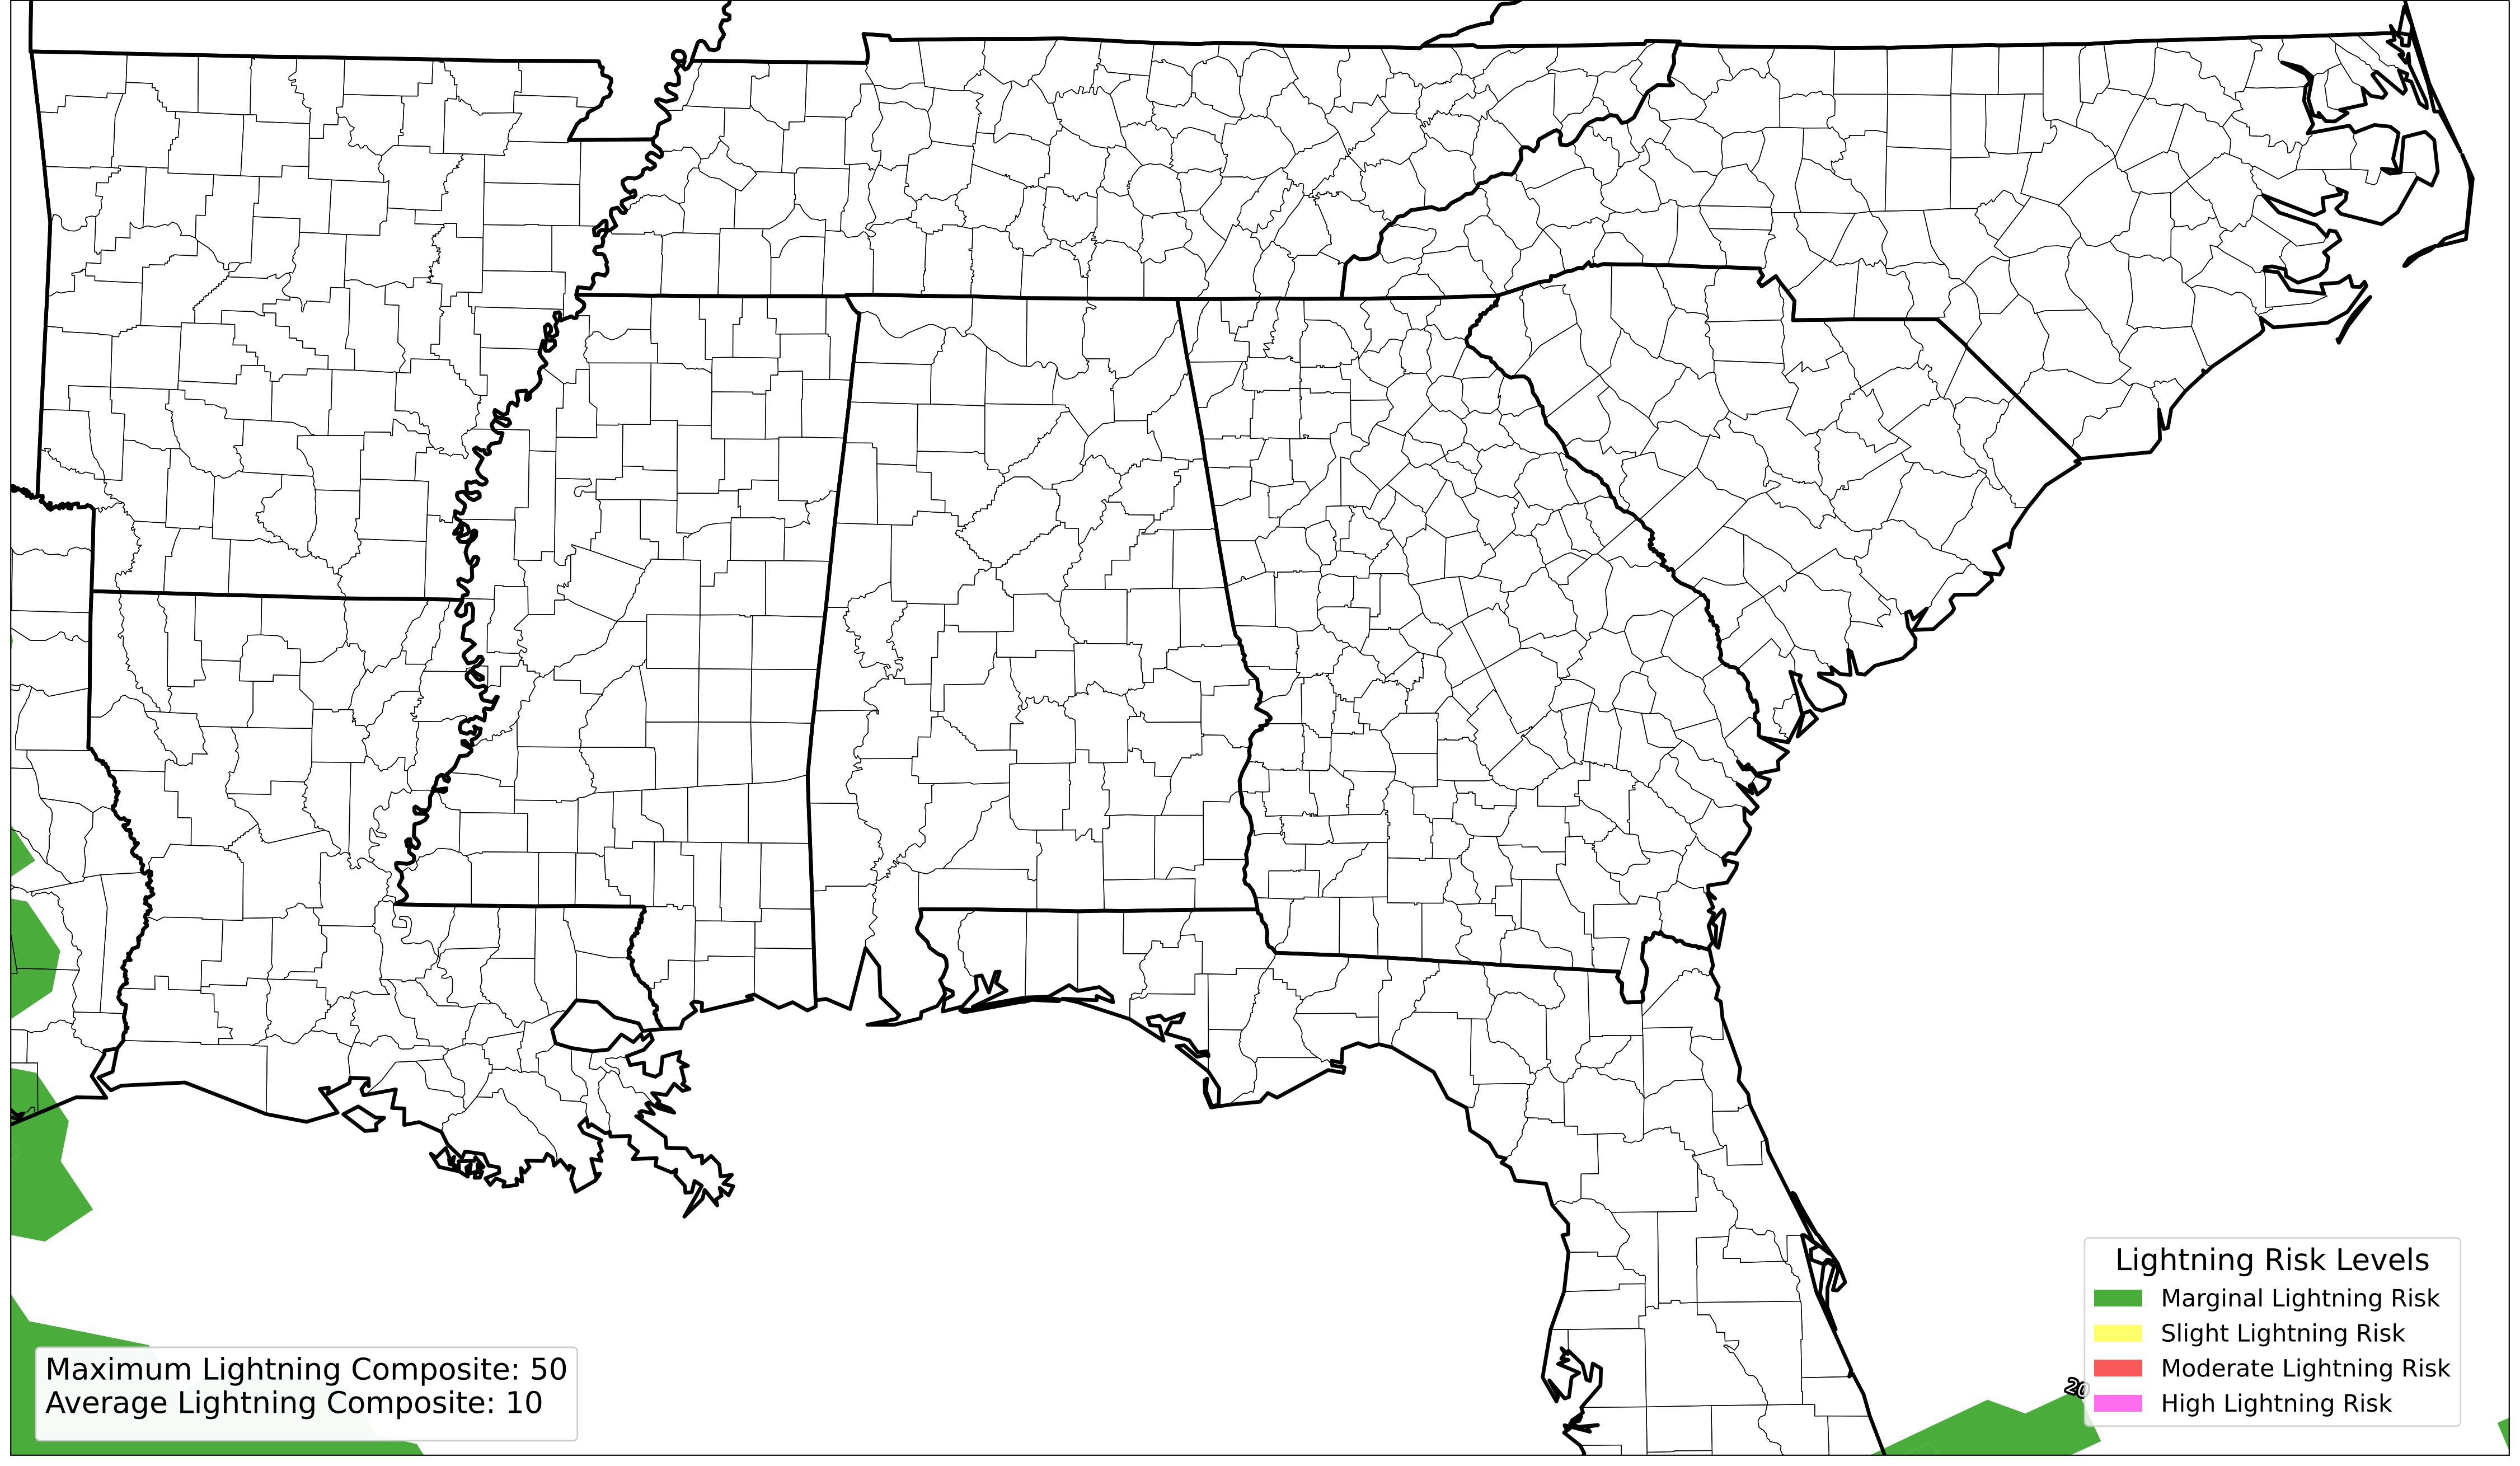 Maximum Lightning Composite: 50
Average Lightning Composite: 10
20
Lightning Risk Levels
Marginal Lightning Risk
Slight Lightning Risk
Moderate Lightning Risk
High Lightning Risk